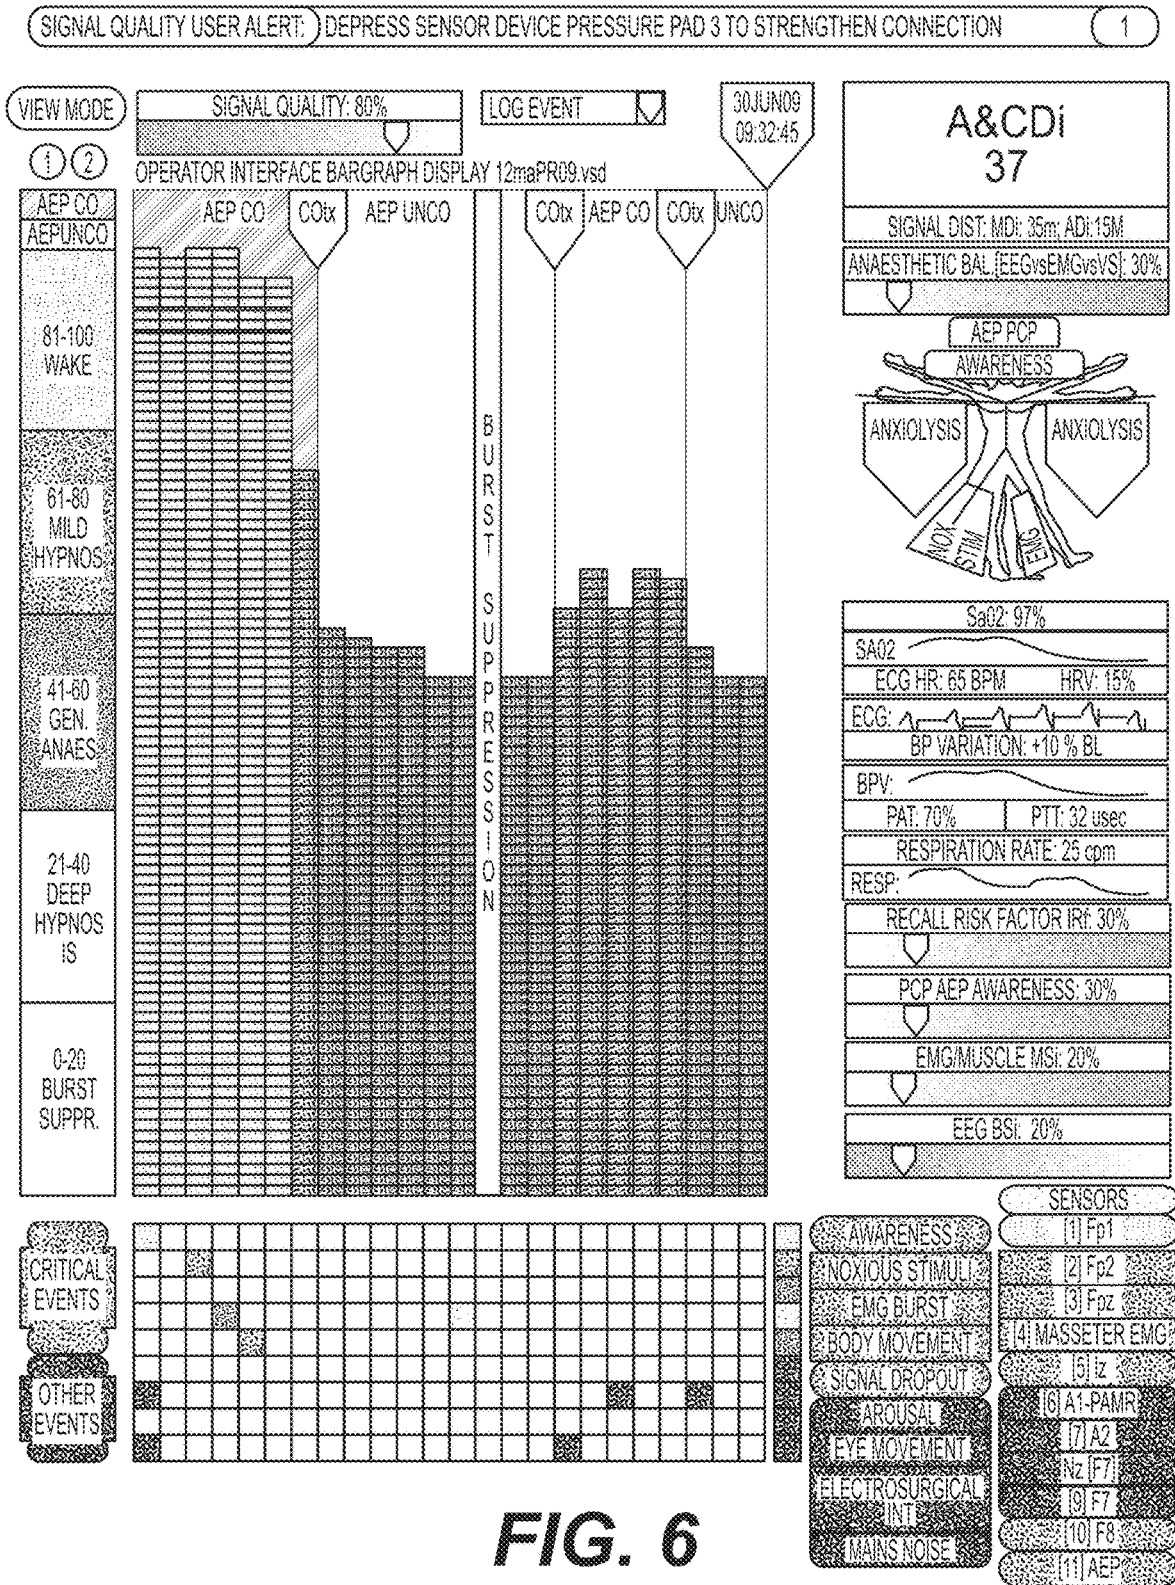 SIGNAL QUALITY USER ALERT: DEPRESS SENSOR DEVICE PRESSURE PAD 3 TO STRENGTHEN CONNECTION 1
VIEW MODE
1 2
SIGNAL QUALITY: 80%
LOG EVENT
30JUN09
09:32:45
OPERATOR INTERFACE BARGRAPH DISPLAY 12maPR09.vsd
A&CDi
37
SIGNAL DIST: MDi: 35m; ADi:15M
ANAESTHETIC BAL.[EEGvsEMGvsVS]: 30%
AEP CO
AEPUNCO
81-100
WAKE
61-80
MILD
HYPNOS
41-60
GEN.
ANAES
21-40
DEEP
HYPNOS
IS
0-20
BURST
SUPPR.
AEP CO
COtx
AEP UNCO
BURST SUPPRESSION
COtx
AEP CO
COtx
UNCO
AEP PCP
AWARENESS
ANXIOLYSIS
ANXIOLYSIS
NOX
STIM
EMG
Sa02: 97%
SA02
ECG HR: 65 BPM HRV: 15%
ECG:
BP VARIATION: +10 % BL
BPV:
PAT: 70% PTT: 32 usec
RESPIRATION RATE: 25 cpm
RESP:
RECALL RISK FACTOR IRf: 30%
PCP AEP AWARENESS: 30%
EMG/MUSCLE MSi: 20%
EEG BSi: 20%
CRITICAL
EVENTS
OTHER
EVENTS
AWARENESS
NOXIOUS STIMULI
EMG BURST
BODY MOVEMENT
SIGNAL DROPOUT
AROUSAL
EYE MOVEMENT
ELECTROSURGICAL
INT
MAINS NOISE
SENSORS
[1] Fp1
[2] Fp2
[3] Fpz
[4] MASSETER EMG
[5] Iz
[6] A1-PAMR
[7] A2
Nz [F7]
[9] F7
[10] F8
[11] AEP
FIG. 6